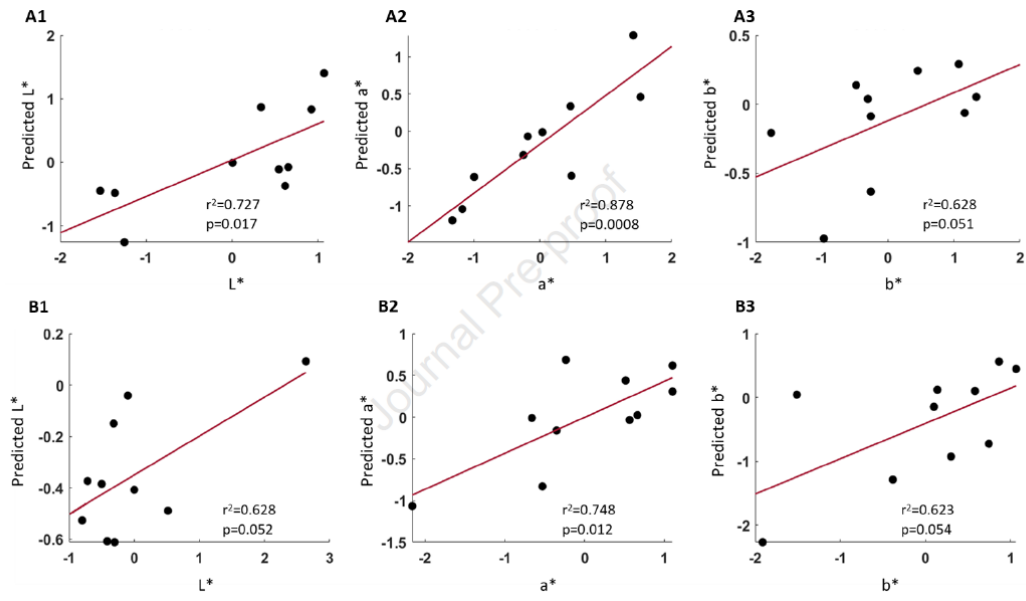 A1
A2
A3
2
1
0
-1
-2
-1
0
1
Predicted L*
L*
r²=0.727
p=0.017
1
0.5
0
-0.5
-1
-2
-1
0
1
2
Predicted a*
a*
r²=0.878
p=0.0008
0.5
0
-0.5
-1
-2
-1
0
1
2
Predicted b*
b*
r²=0.628
p=0.051
Journal Pre-proof
B1
B2
B3
0.2
0
-0.2
-0.4
-0.6
-1
0
1
2
3
Predicted L*
L*
r²=0.628
p=0.052
1
0.5
0
-0.5
-1
-1.5
-2
-1
0
1
Predicted a*
a*
r²=0.748
p=0.012
1
0
-1
-2
-2
-1
0
1
Predicted b*
b*
r²=0.623
p=0.054